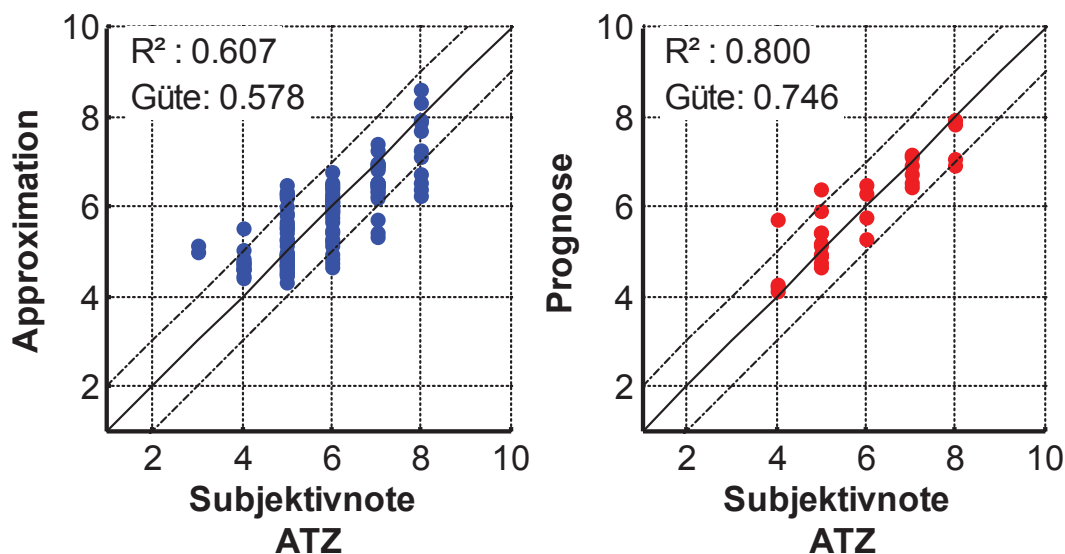 R² : 0.607
Güte: 0.578
Approximation
10
8
6
4
2
2 4 6 8 10
Subjektivnote
ATZ
R² : 0.800
Güte: 0.746
Prognose
10
8
6
4
2
2 4 6 8 10
Subjektivnote
ATZ